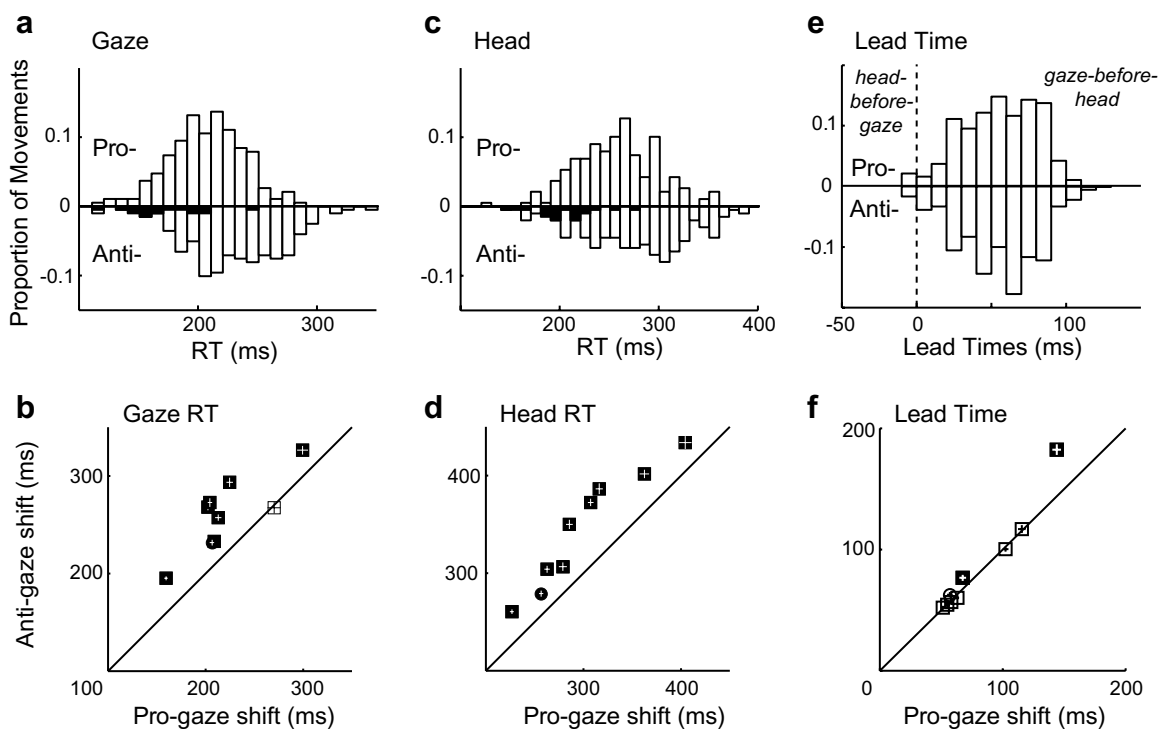 a
Gaze
Proportion of Movements
0.1
0
-0.1
Pro-
Anti-
200
300
RT (ms)
c
Head
0.1
0
-0.1
Pro-
Anti-
200
300
400
RT (ms)
e
Lead Time
head-
before-
gaze
gaze-before-
head
0.1
0
-0.1
Pro-
Anti-
-50
0
100
Lead Times (ms)
b
Gaze RT
Anti-gaze shift (ms)
300
200
100
200
300
Pro-gaze shift (ms)
d
Head RT
400
300
300
400
Pro-gaze shift (ms)
f
Lead Time
200
100
0
100
200
Pro-gaze shift (ms)